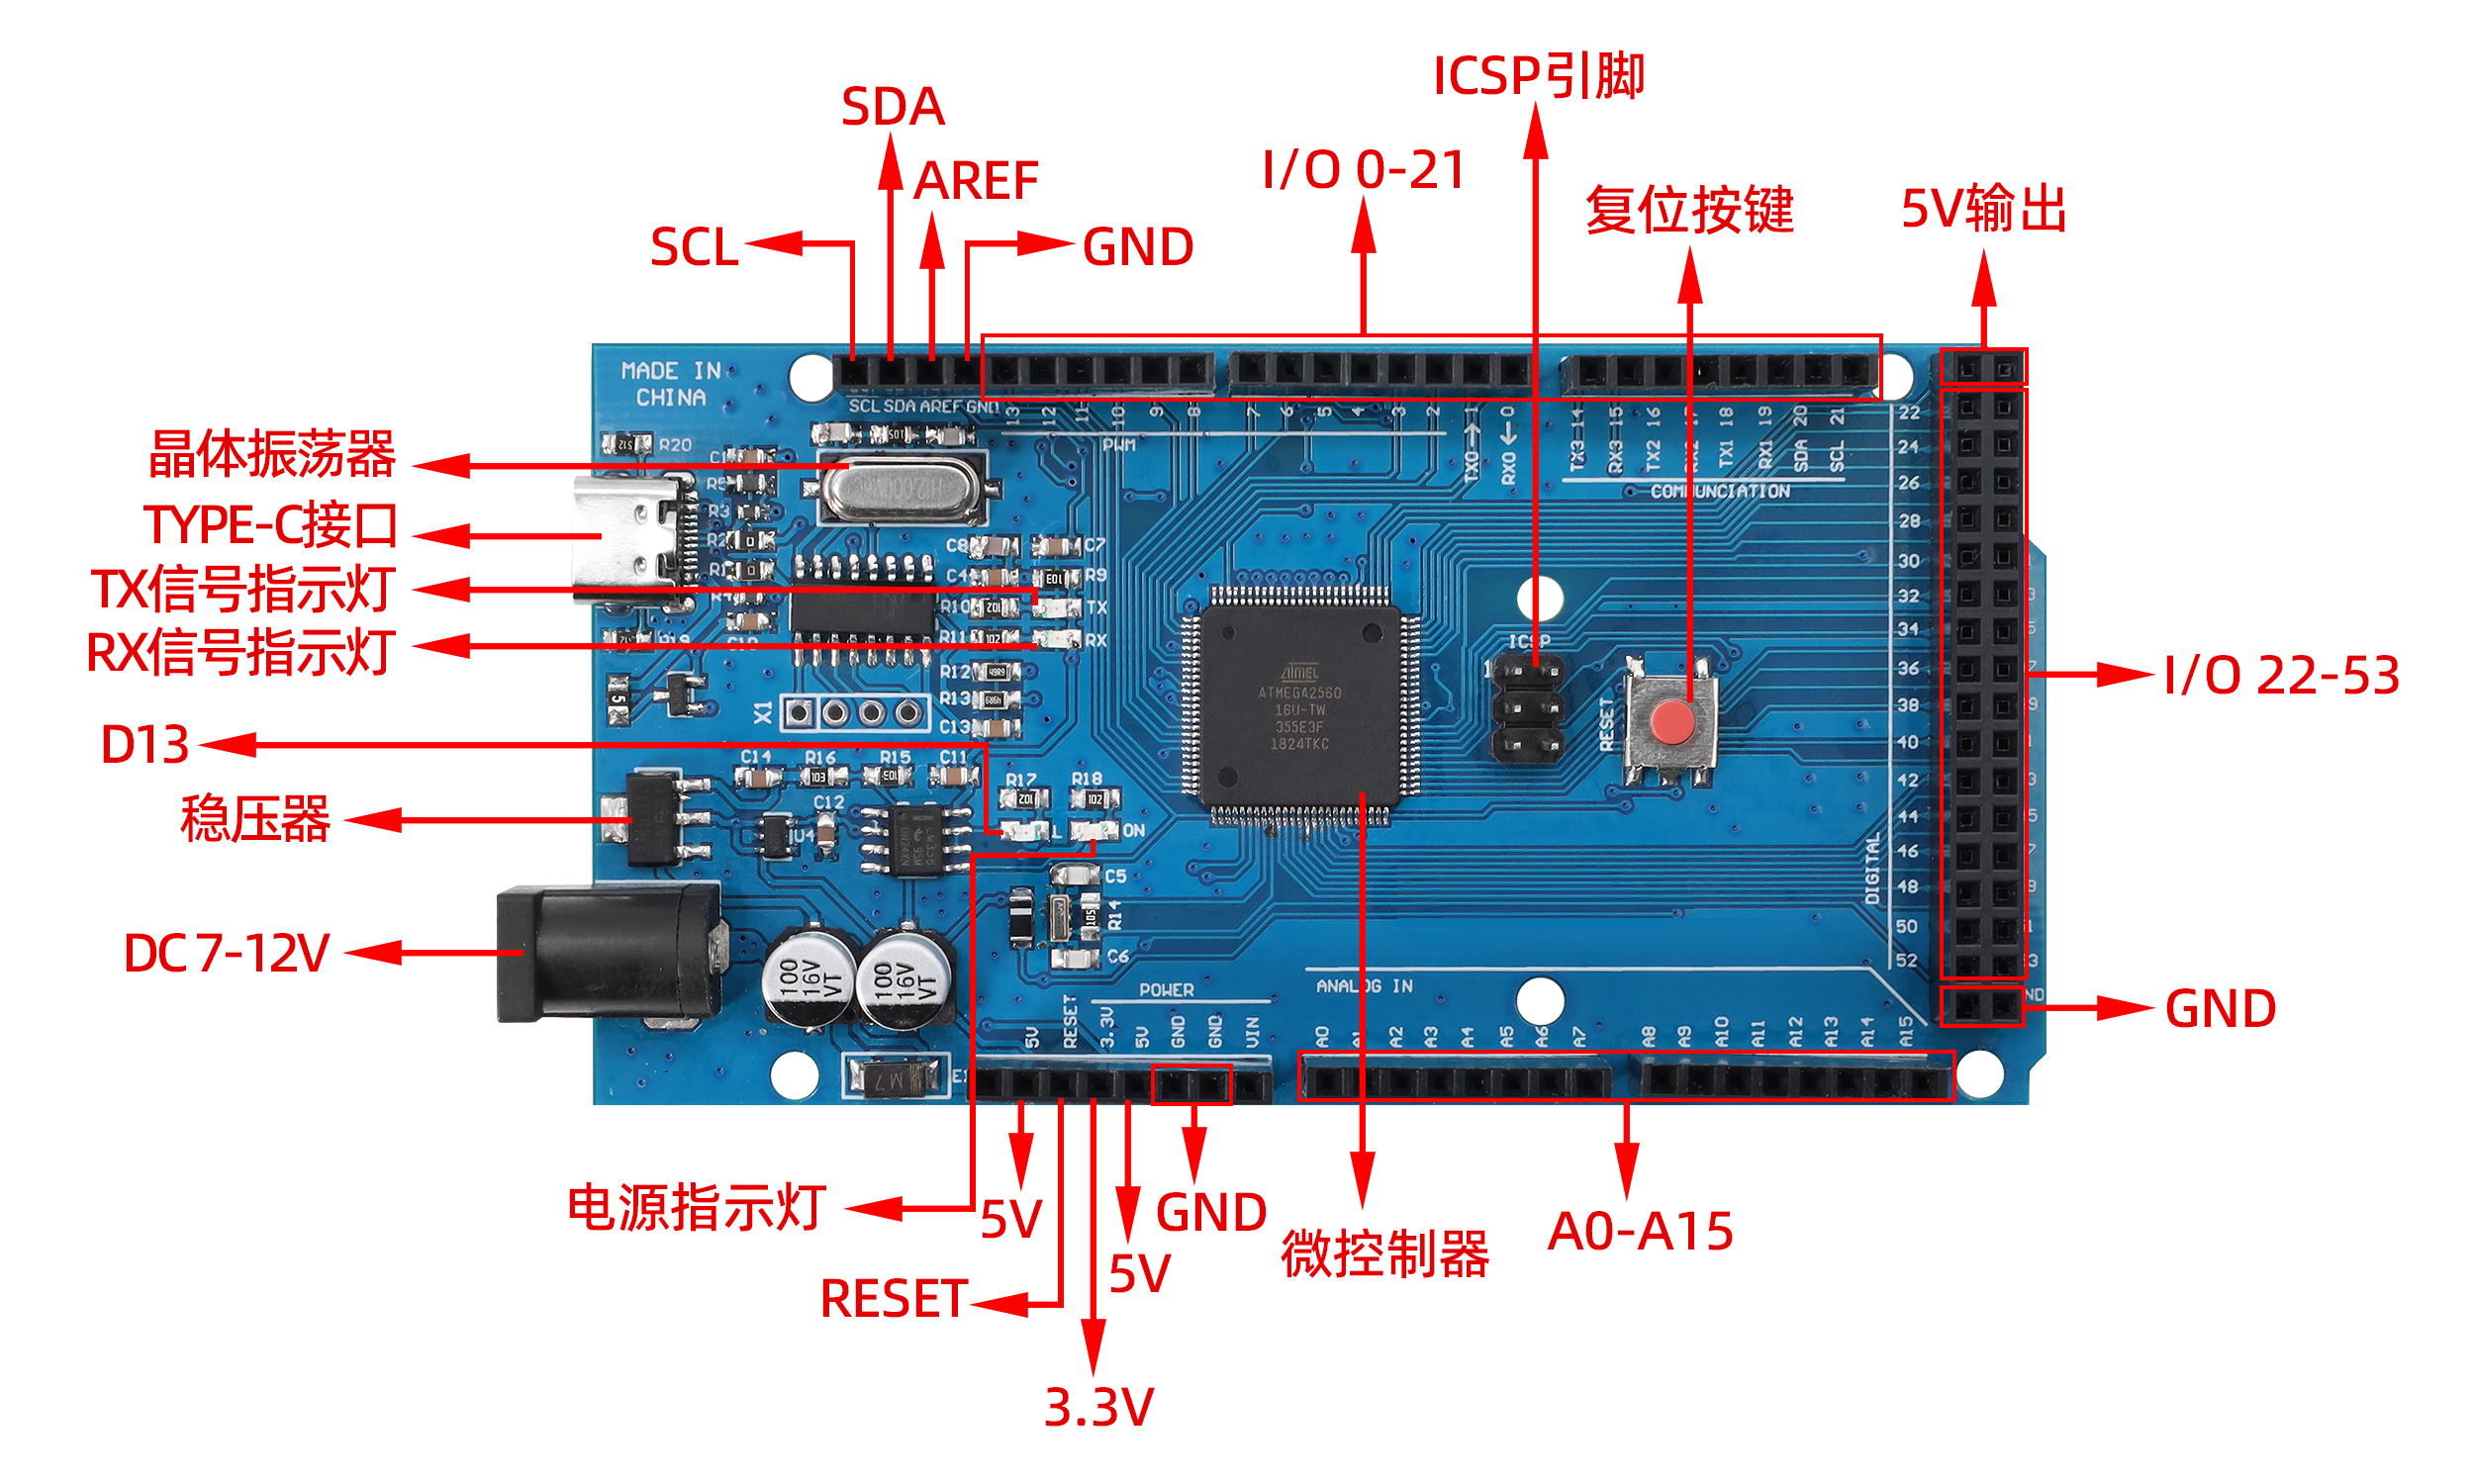 ICSP引脚
SDA
I/O 0-21
AREF
复位按键
5V输出
SCL
GND
MADE IN
CHINA
SCL SDA AREF GND 13 12 11 10 9 8 7 6 5 4 3 2 1 0
TX0→ RX0← TX3 14 RX3 15 TX2 16 RX2 17 TX1 18 RX1 19 SDA 20 SCL 21
PWM
COMMUNCIATION
晶体振荡器
TYPE-C接口
TX信号指示灯
RX信号指示灯
D13
稳压器
DC 7-12V
R20
R5
R3
R2
R1
C8
C7
C4
R9
R10
TX
R11
RX
R12
R13
C13
X1
C14
R16
R15
C11
C12
U4
R17
R18
L
ON
C5
R14
C6
100
16V
VT
100
16V
VT
M7
ATMEL
ATMEGA2560
16U-TW
355E3F
1824TKC
ICSP
1
RESET
22
24
26
28
30
32
34
36
38
40
42
44
46
48
50
52
DIGITAL
I/O 22-53
GND
POWER
5V RESET 3.3V 5V GND GND VIN
ANALOG IN
A0 A1 A2 A3 A4 A5 A6 A7 A8 A9 A10 A11 A12 A13 A14 A15
电源指示灯
5V
GND
微控制器
A0-A15
5V
RESET
3.3V